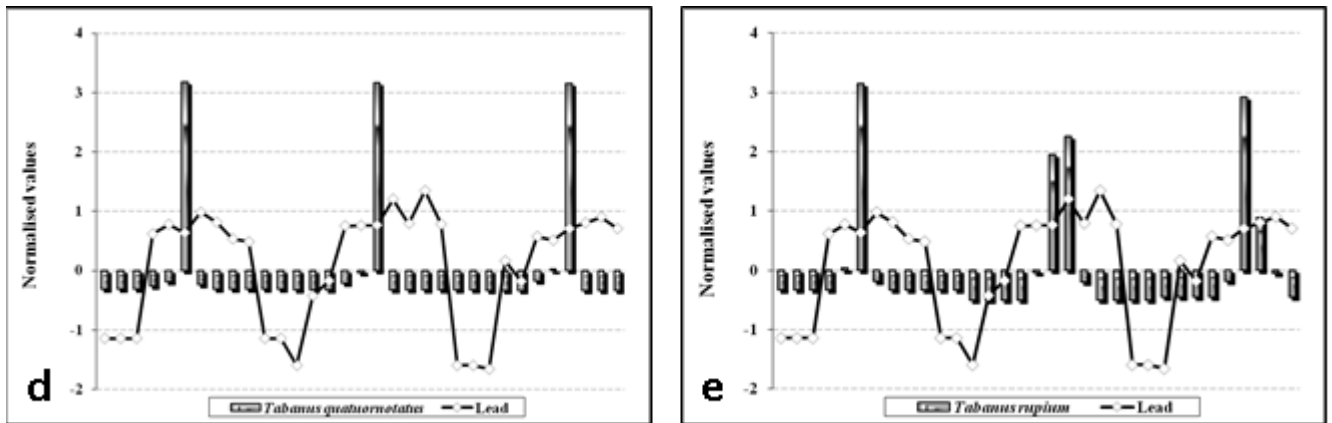 4
3
2
1
0
-1
-2
Normalised values
Tabanus quatuornotatus
Lead
d
4
3
2
1
0
-1
-2
Normalised values
Tabanus rupium
Lead
e